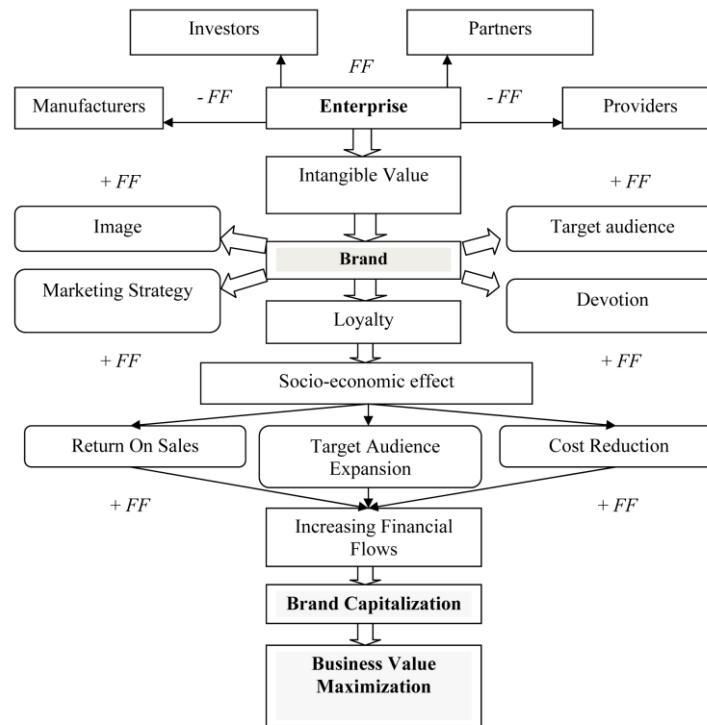 Investors
Partners
FF
Manufacturers
- FF
Enterprise
- FF
Providers
+ FF
Intangible Value
+ FF
Image
Target audience
Brand
Marketing Strategy
Devotion
Loyalty
+ FF
+ FF
Socio-economic effect
Return On Sales
Target Audience
Expansion
Cost Reduction
+ FF
+ FF
Increasing Financial
Flows
Brand Capitalization
Business Value
Maximization